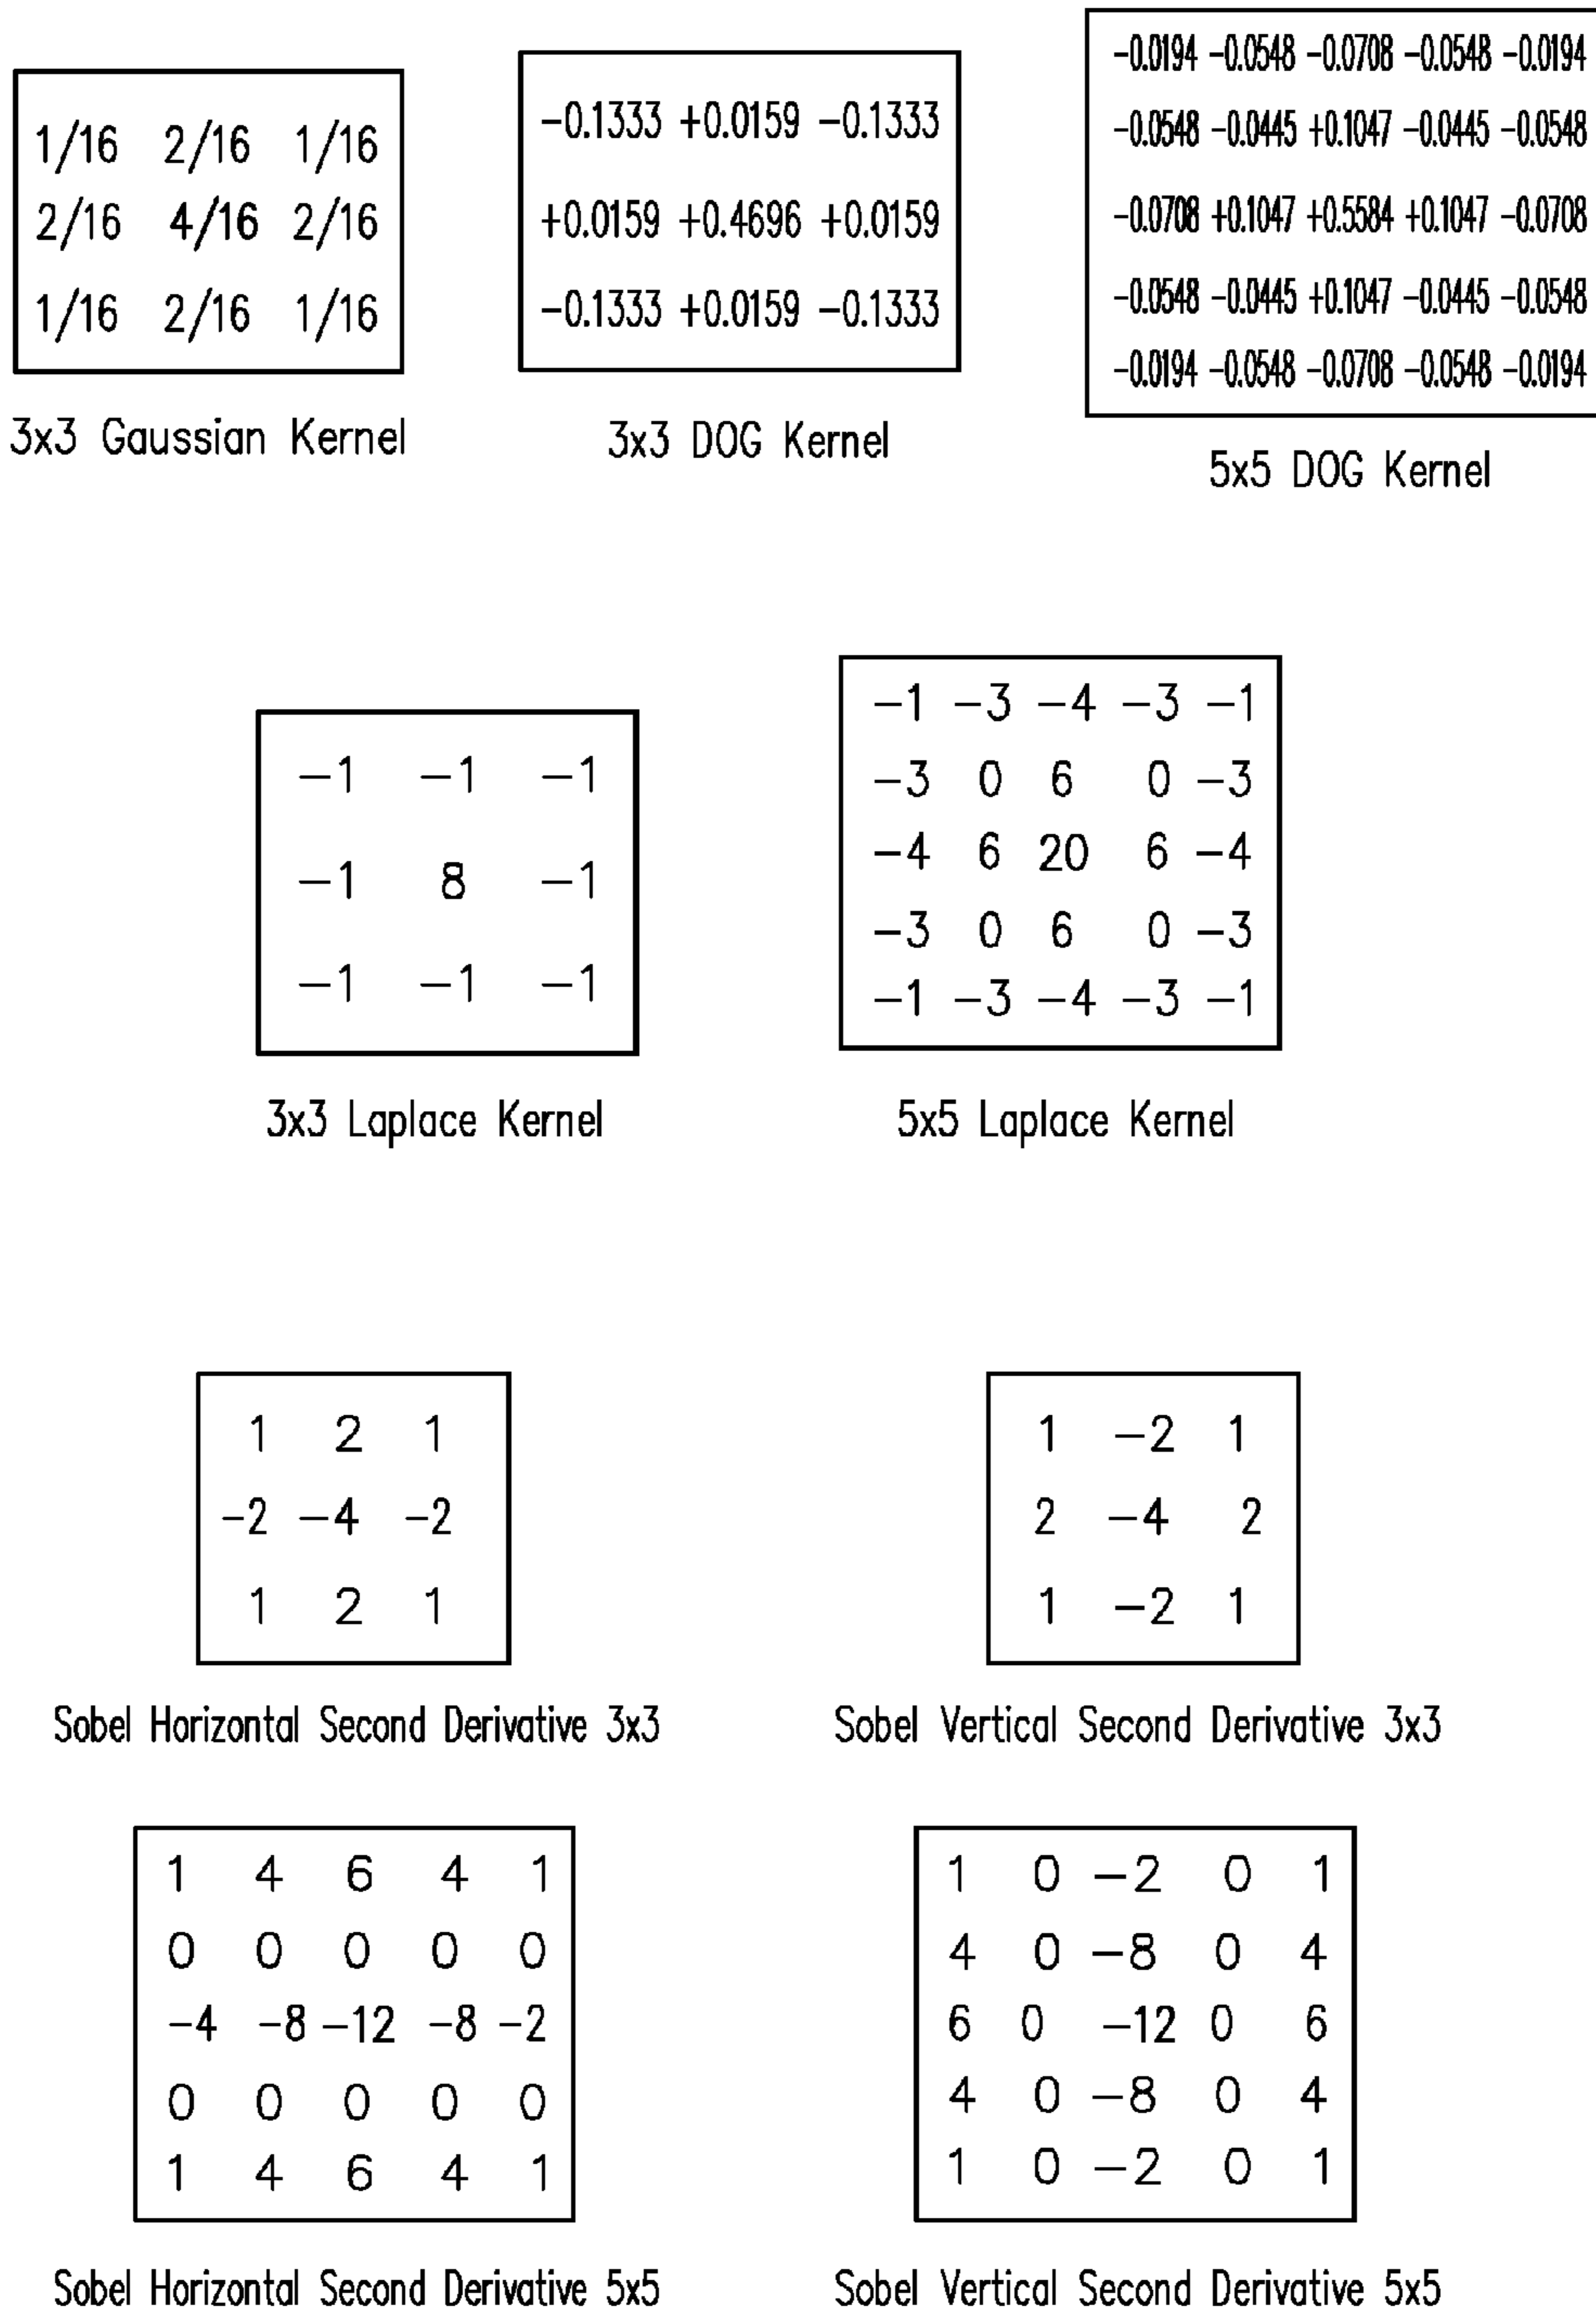 1/16 2/16 1/16
2/16 4/16 2/16
1/16 2/16 1/16
3x3 Gaussian Kernel
-0.1333 +0.0159 -0.1333
+0.0159 +0.4696 +0.0159
-0.1333 +0.0159 -0.1333
3x3 DOG Kernel
-0.0194 -0.0548 -0.0708 -0.0548 -0.0194
-0.0548 -0.0445 +0.1047 -0.0445 -0.0548
-0.0708 +0.1047 +0.5584 +0.1047 -0.0708
-0.0548 -0.0445 +0.1047 -0.0445 -0.0548
-0.0194 -0.0548 -0.0708 -0.0548 -0.0194
5x5 DOG Kernel
-1 -1 -1
-1 8 -1
-1 -1 -1
3x3 Laplace Kernel
-1 -3 -4 -3 -1
-3 0 6 0 -3
-4 6 20 6 -4
-3 0 6 0 -3
-1 -3 -4 -3 -1
5x5 Laplace Kernel
1 2 1
-2 -4 -2
1 2 1
Sobel Horizontal Second Derivative 3x3
1 -2 1
2 -4 2
1 -2 1
Sobel Vertical Second Derivative 3x3
1 4 6 4 1
0 0 0 0 0
-4 -8 -12 -8 -2
0 0 0 0 0
1 4 6 4 1
Sobel Horizontal Second Derivative 5x5
1 0 -2 0 1
4 0 -8 0 4
6 0 -12 0 6
4 0 -8 0 4
1 0 -2 0 1
Sobel Vertical Second Derivative 5x5